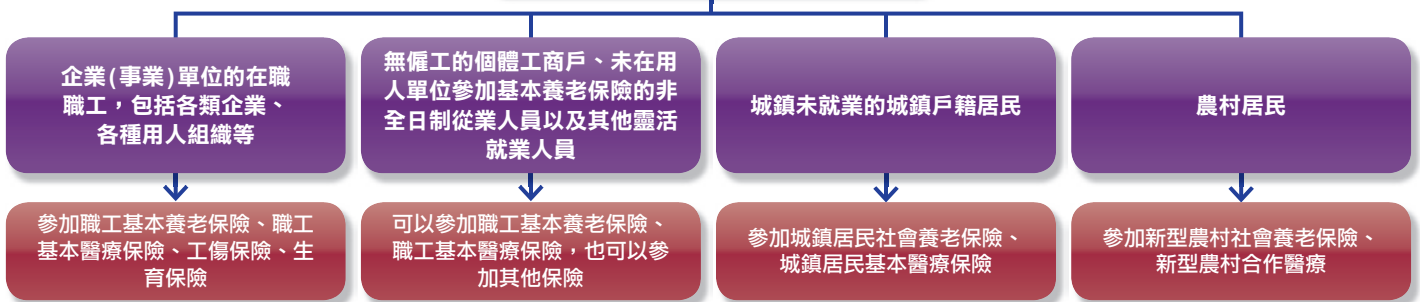 企業(事業)單位的在職
職工，包括各類企業、
各種用人組織等
無僱工的個體工商戶、未在用
人單位參加基本養老保險的非
全日制從業人員以及其他靈活
就業人員
城鎮未就業的城鎮戶籍居民
農村居民
參加職工基本養老保險、職工
基本醫療保險、工傷保險、生
育保險
可以參加職工基本養老保險、
職工基本醫療保險，也可以參
加其他保險
參加城鎮居民社會養老保險、
城鎮居民基本醫療保險
參加新型農村社會養老保險、
新型農村合作醫療